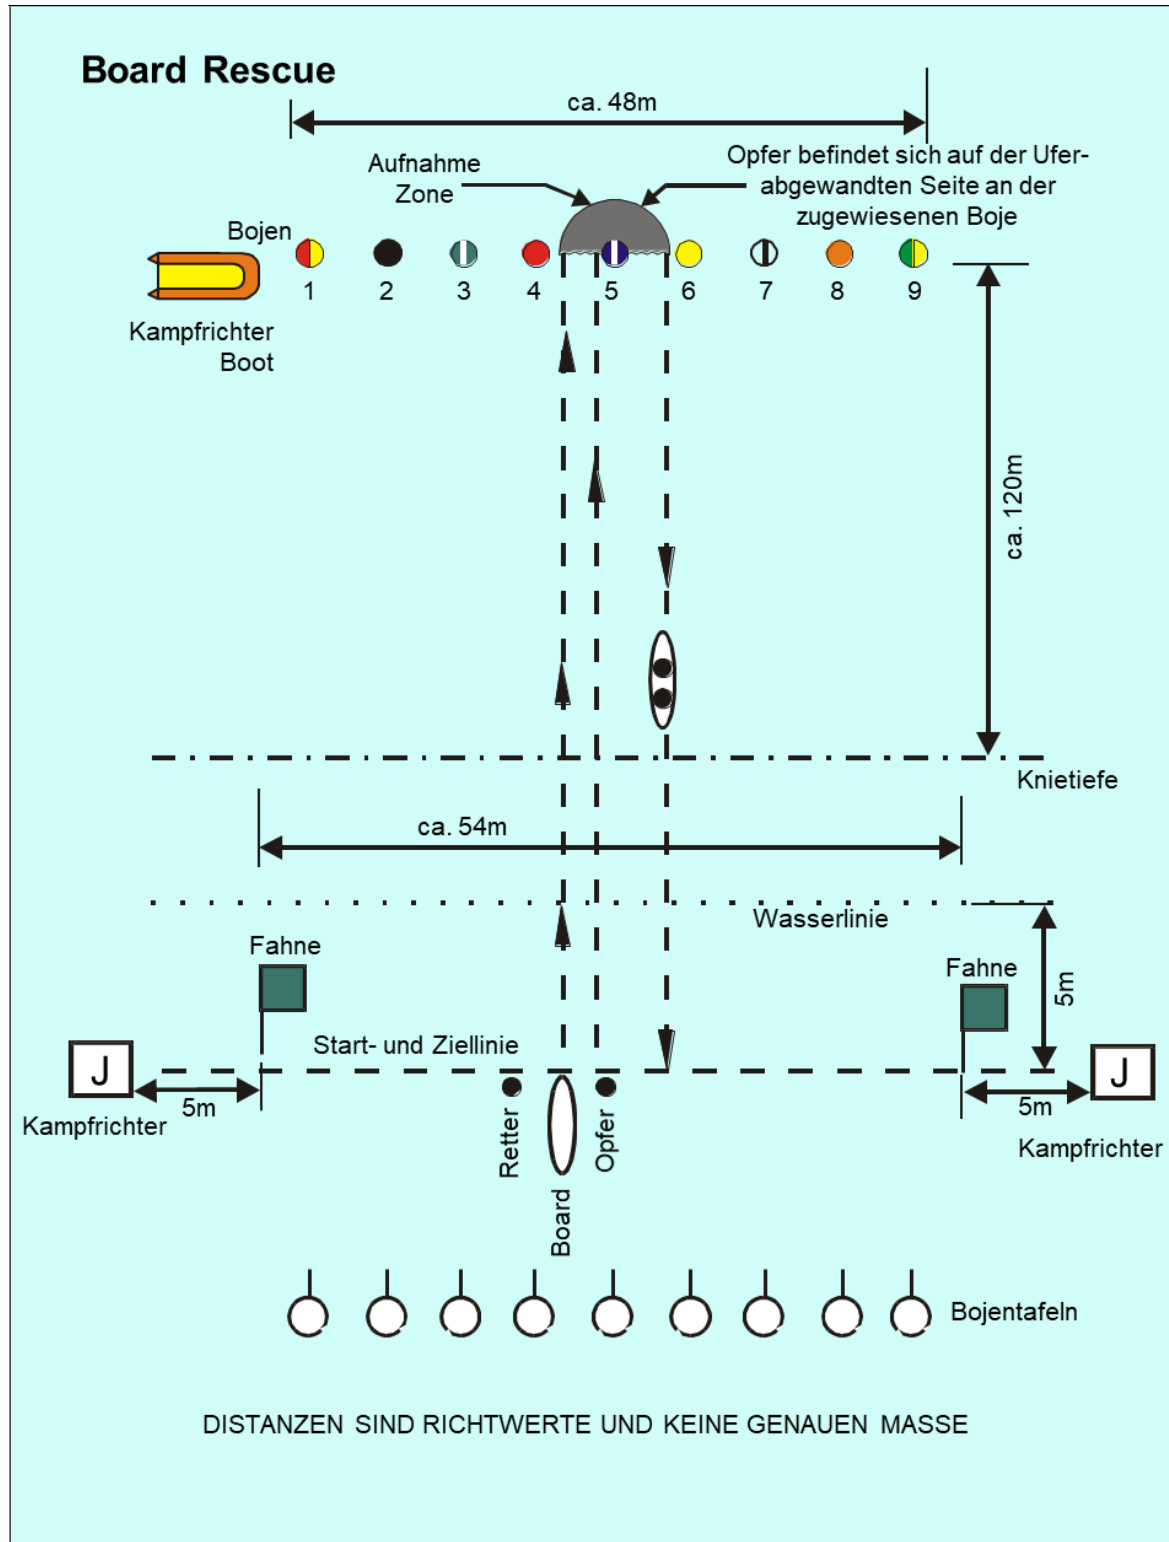 Board Rescue
ca. 48m
Aufnahme
Zone
Opfer befindet sich auf der Ufer-
abgewandten Seite an der
zugewiesenen Boje
Bojen
1 2 3 4 5 6 7 8 9
Kampfrichter
Boot
ca. 120m
Knietiefe
ca. 54m
Wasserlinie
Fahne
Fahne
5m
Start- und Ziellinie
J
J
5m
5m
Kampfrichter
Kampfrichter
Retter
Board
Opfer
Bojentafeln
DISTANZEN SIND RICHTWERTE UND KEINE GENAUEN MASSE